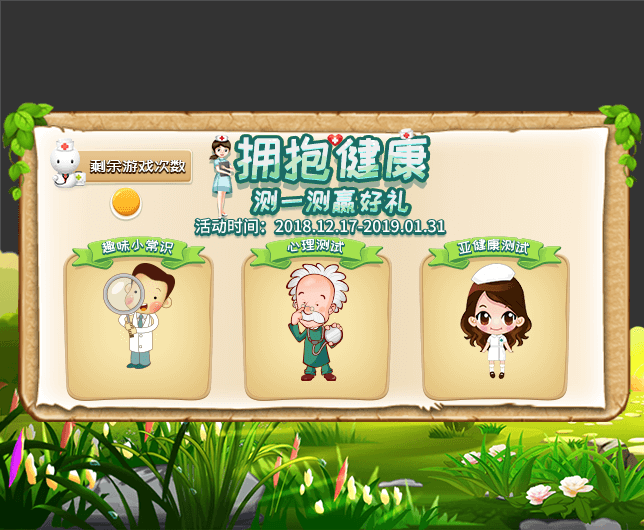 剩余游戏次数
拥抱健康
测一测赢好礼
活动时间：2018.12.17-2019.01.31
趣味小常识
心理测试
亚健康测试